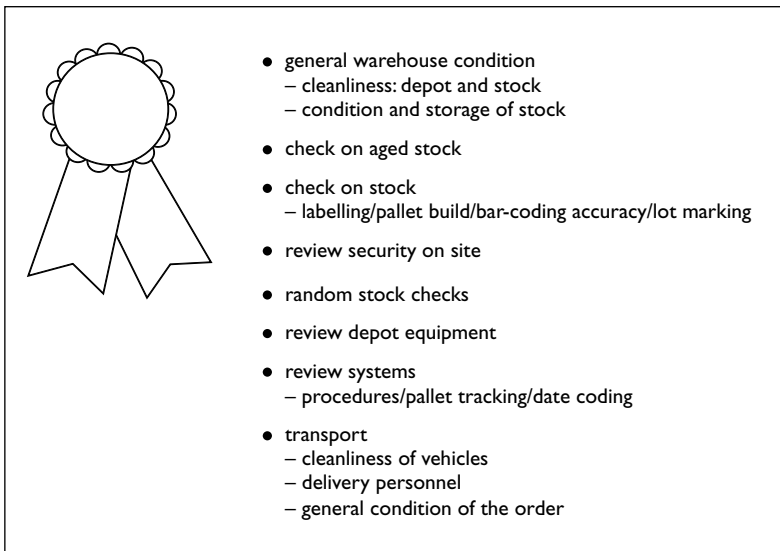 ● general warehouse condition
– cleanliness: depot and stock
– condition and storage of stock
● check on aged stock
● check on stock
– labelling/pallet build/bar-coding accuracy/lot marking
● review security on site
● random stock checks
● review depot equipment
● review systems
– procedures/pallet tracking/date coding
● transport
– cleanliness of vehicles
– delivery personnel
– general condition of the order